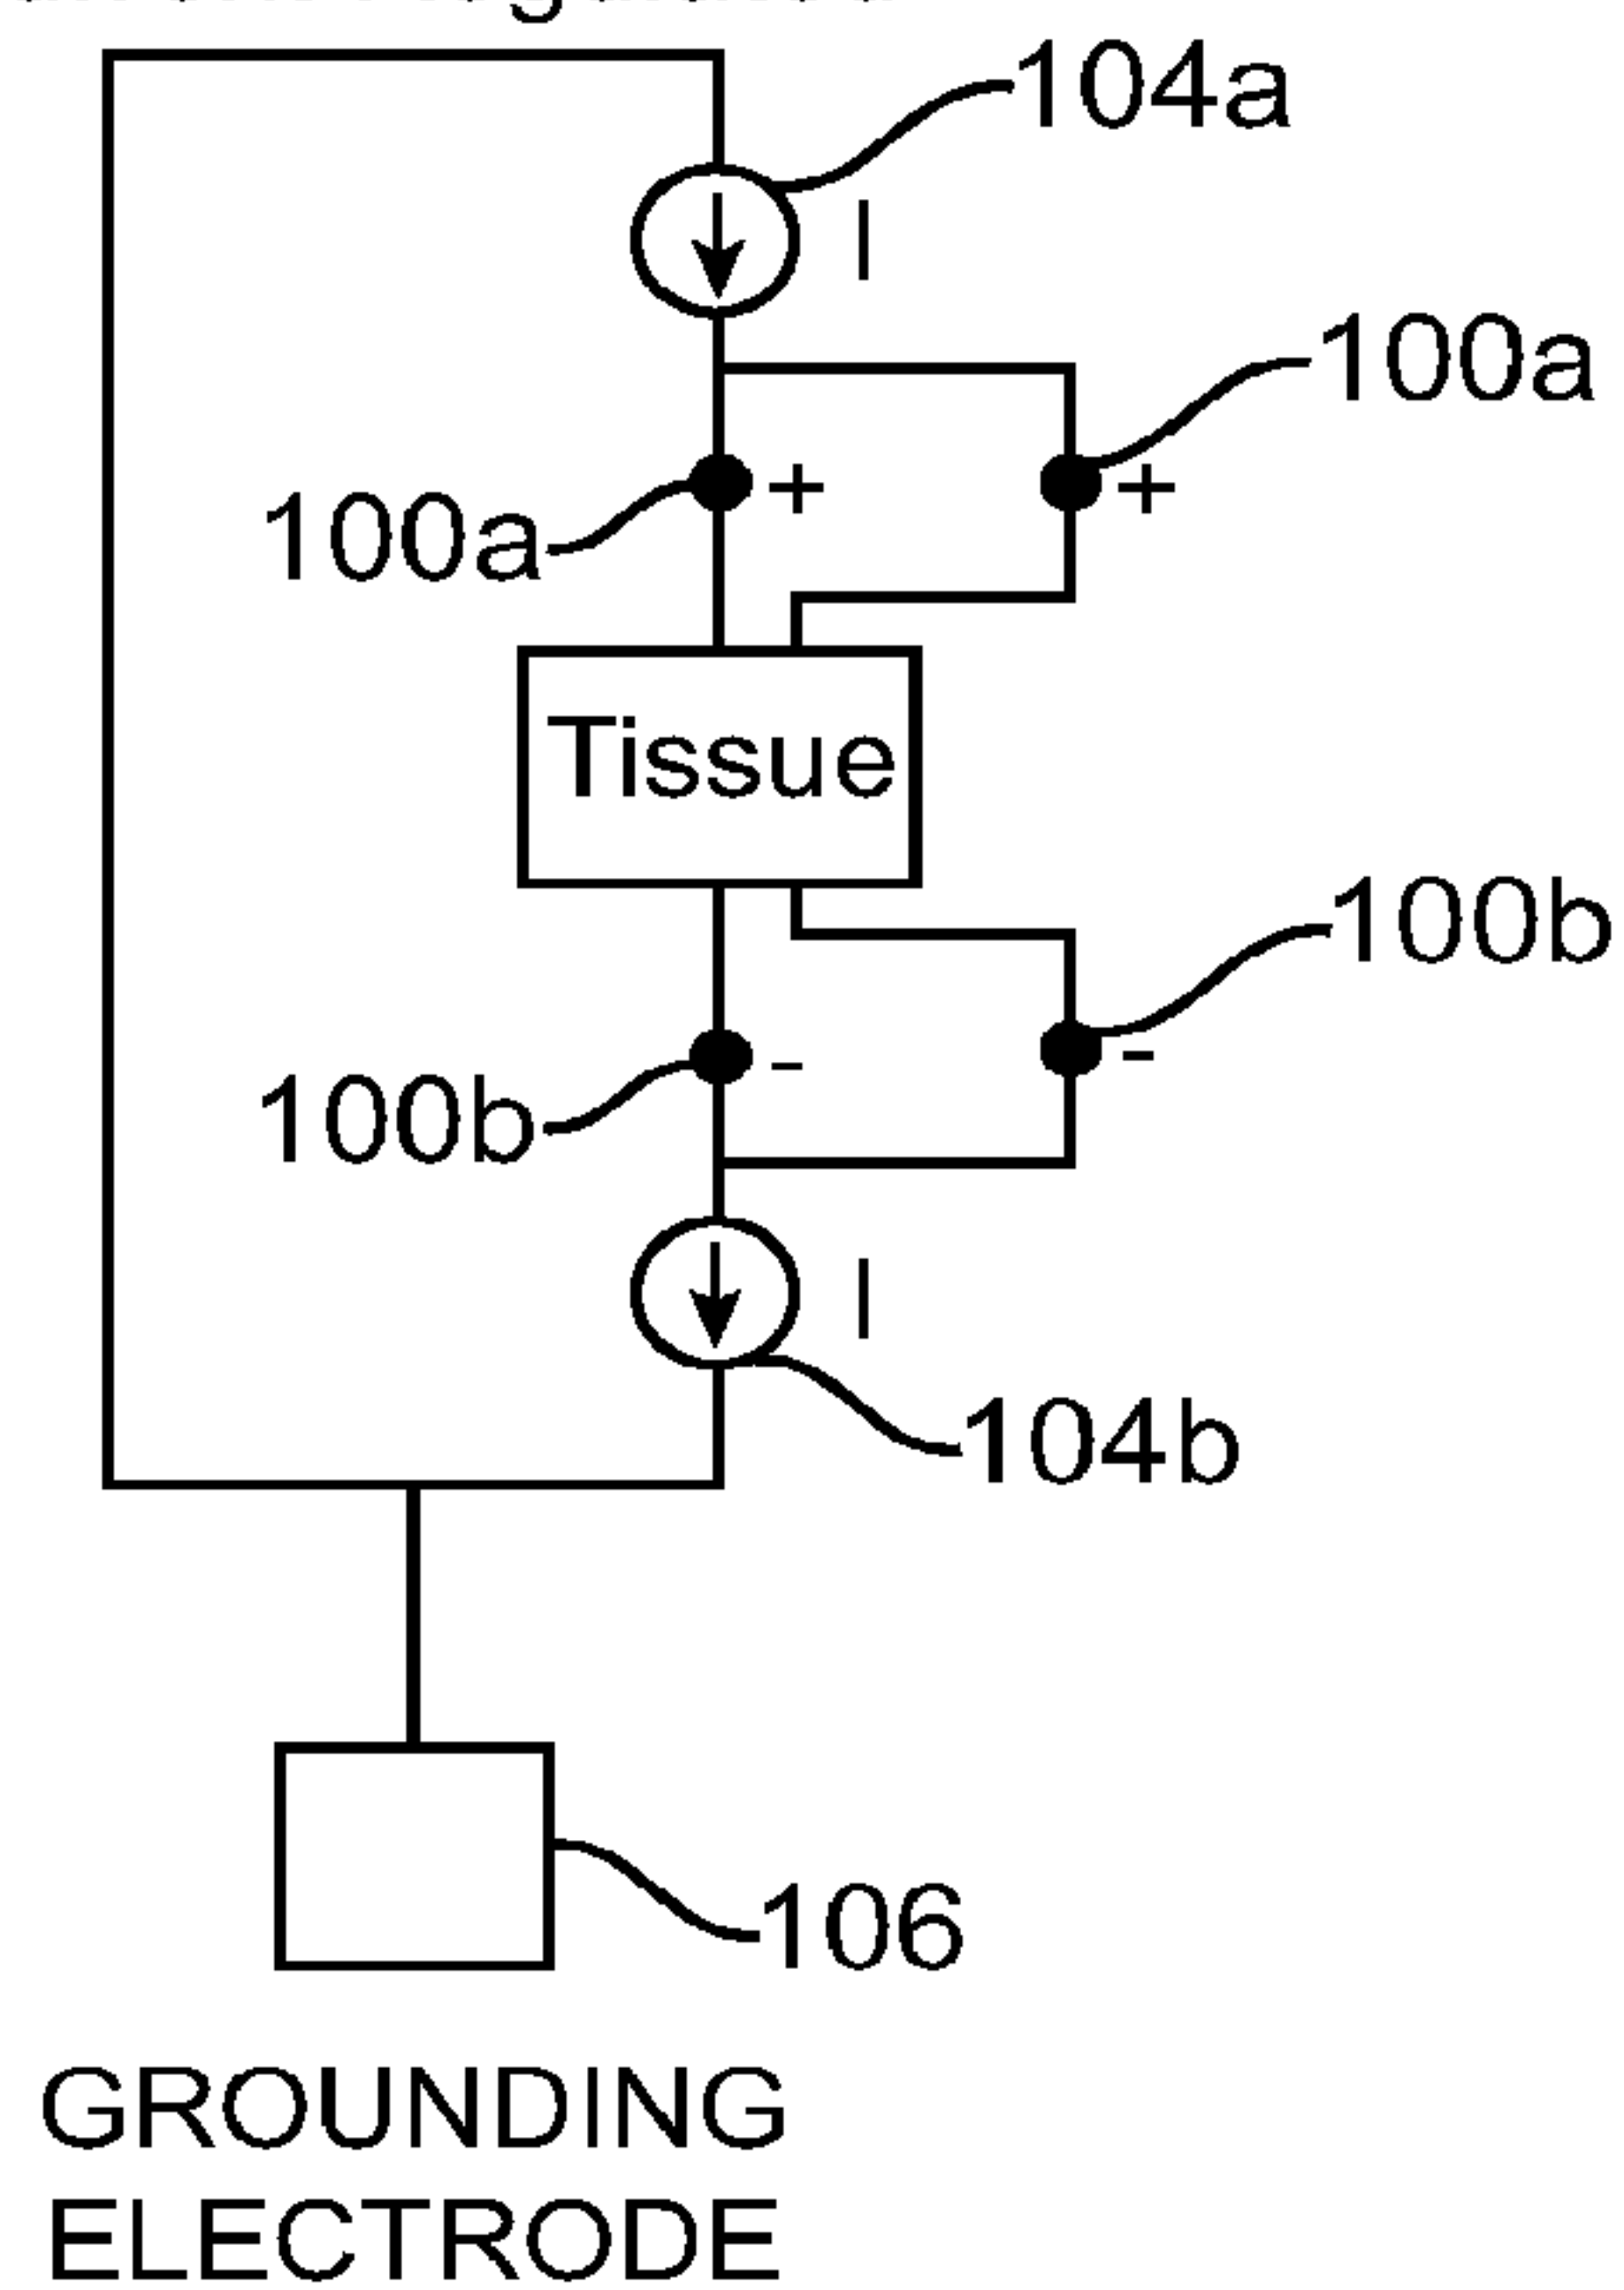 104a
I
100a
+ +
100a
Tissue
100b
- -
100b
I
104b
106
GROUNDING
ELECTRODE